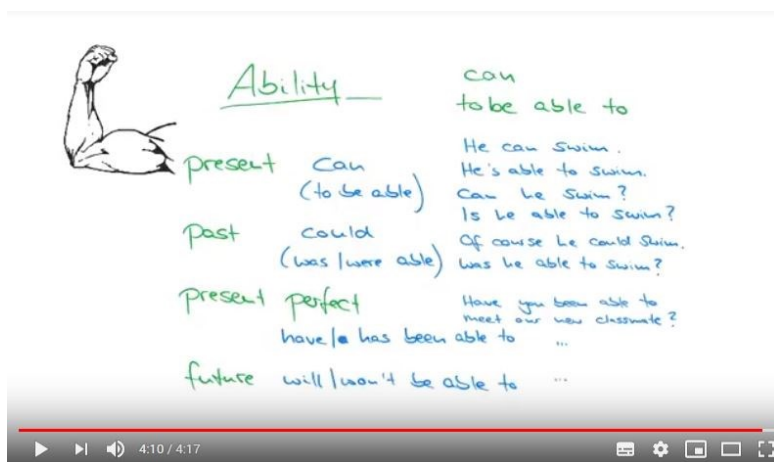 Ability
can
to be able to
present can
(to be able)
He can swim.
He's able to swim.
Can he swim?
Is he able to swim?
past could
(was/were able)
Of course he could swim.
was he able to swim?
present perfect
have/ has been able to
Have you been able to
meet our new classmate?
...
future will/won't be able to ...
4:10 / 4:17